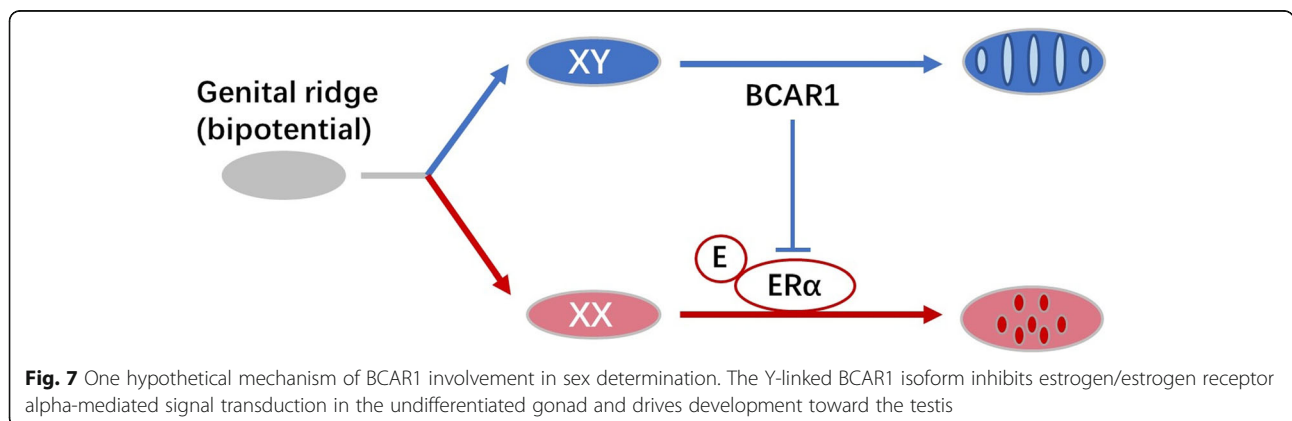 XY
Genital ridge
(bipotential)
BCAR1
E
ERα
XX
Fig. 7 One hypothetical mechanism of BCAR1 involvement in sex determination. The Y-linked BCAR1 isoform inhibits estrogen/estrogen receptor
alpha-mediated signal transduction in the undifferentiated gonad and drives development toward the testis